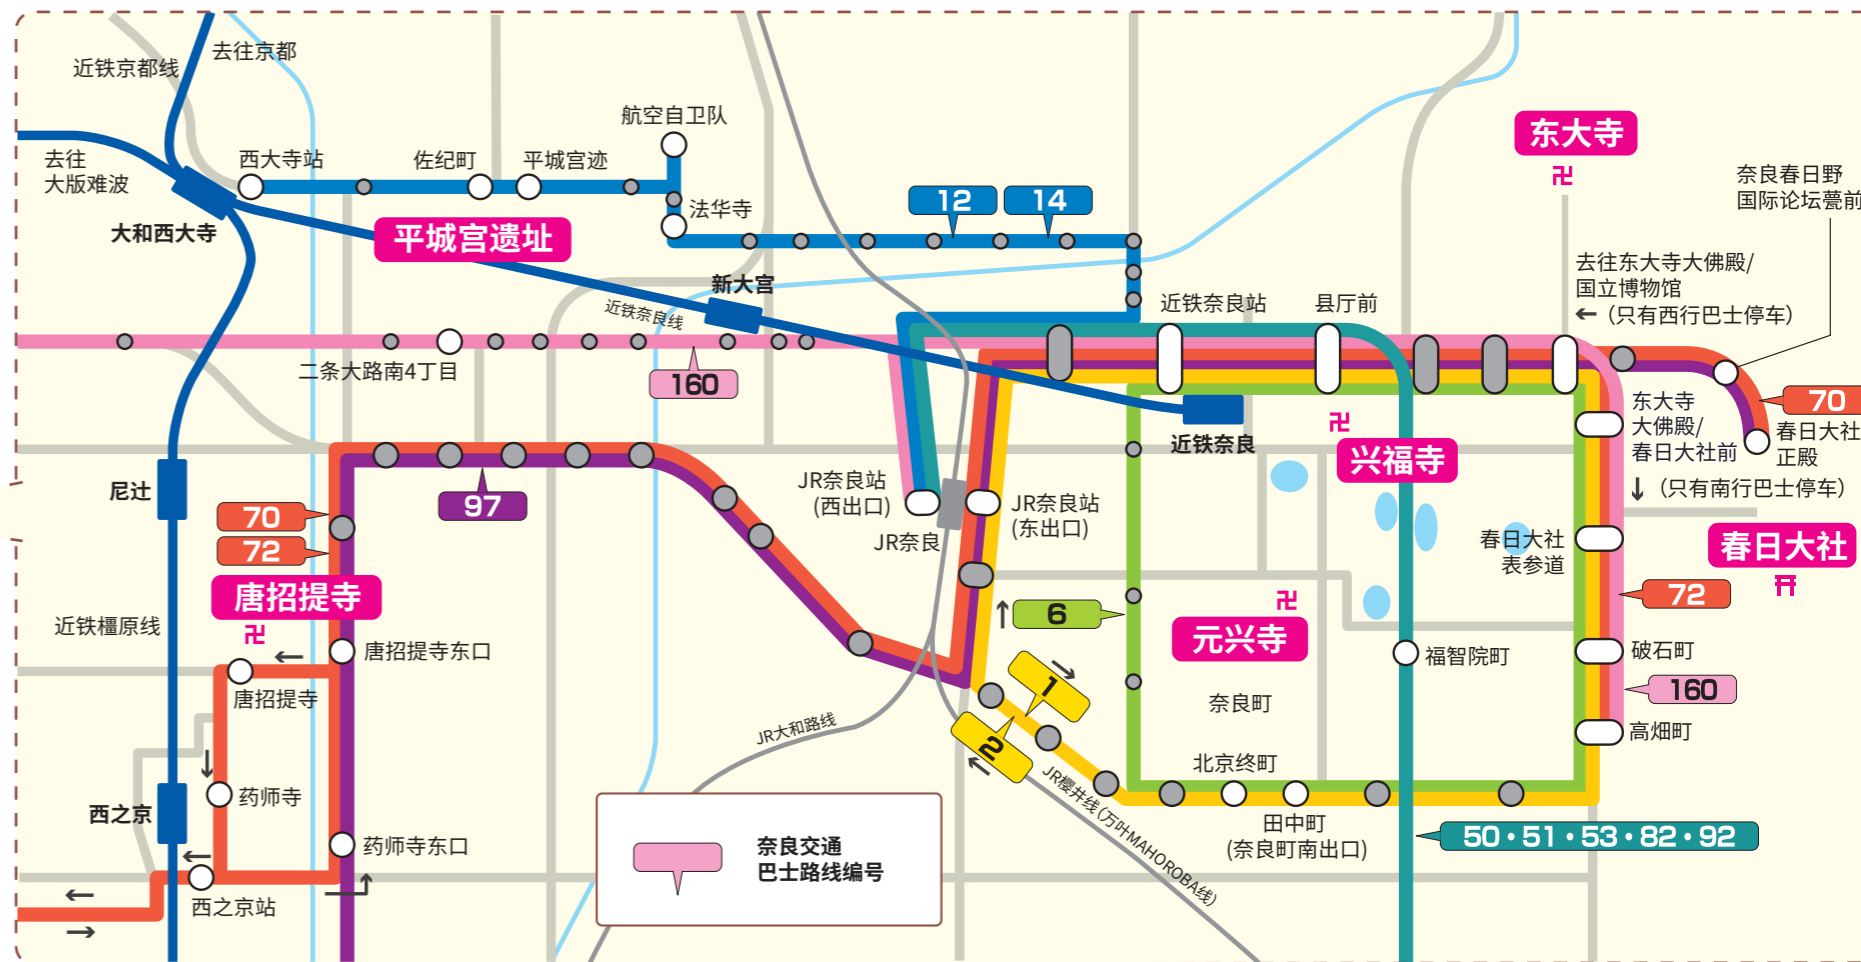 去往京都
近铁京都线
去往
大版难波
大和西大寺
西大寺站
佐纪町
平城宫迹
航空自卫队
法华寺
平城宫遗址
12
14
新大宫
近铁奈良线
东大寺
卍
奈良春日野
国际论坛甍前
去往东大寺大佛殿/
国立博物馆
←（只有西行巴士停车）
近铁奈良站
县厅前
二条大路南4丁目
160
近铁奈良
卍
兴福寺
东大寺
大佛殿/
春日大社前
↓（只有南行巴士停车）
70
春日大社
正殿
尼辻
70
72
97
JR奈良站
(西出口)
JR奈良
JR奈良站
(东出口)
春日大社
表参道
春日大社
唐招提寺
卍
近铁橿原线
唐招提寺东口
唐招提寺
6
卍
元兴寺
72
福智院町
破石町
160
奈良町
1
2
高畑町
JR大和路线
JR樱井线(万叶MAHOROBA线)
北京终町
田中町
(奈良町南出口)
50・51・53・82・92
西之京
药师寺
药师寺东口
西之京站
奈良交通
巴士路线编号